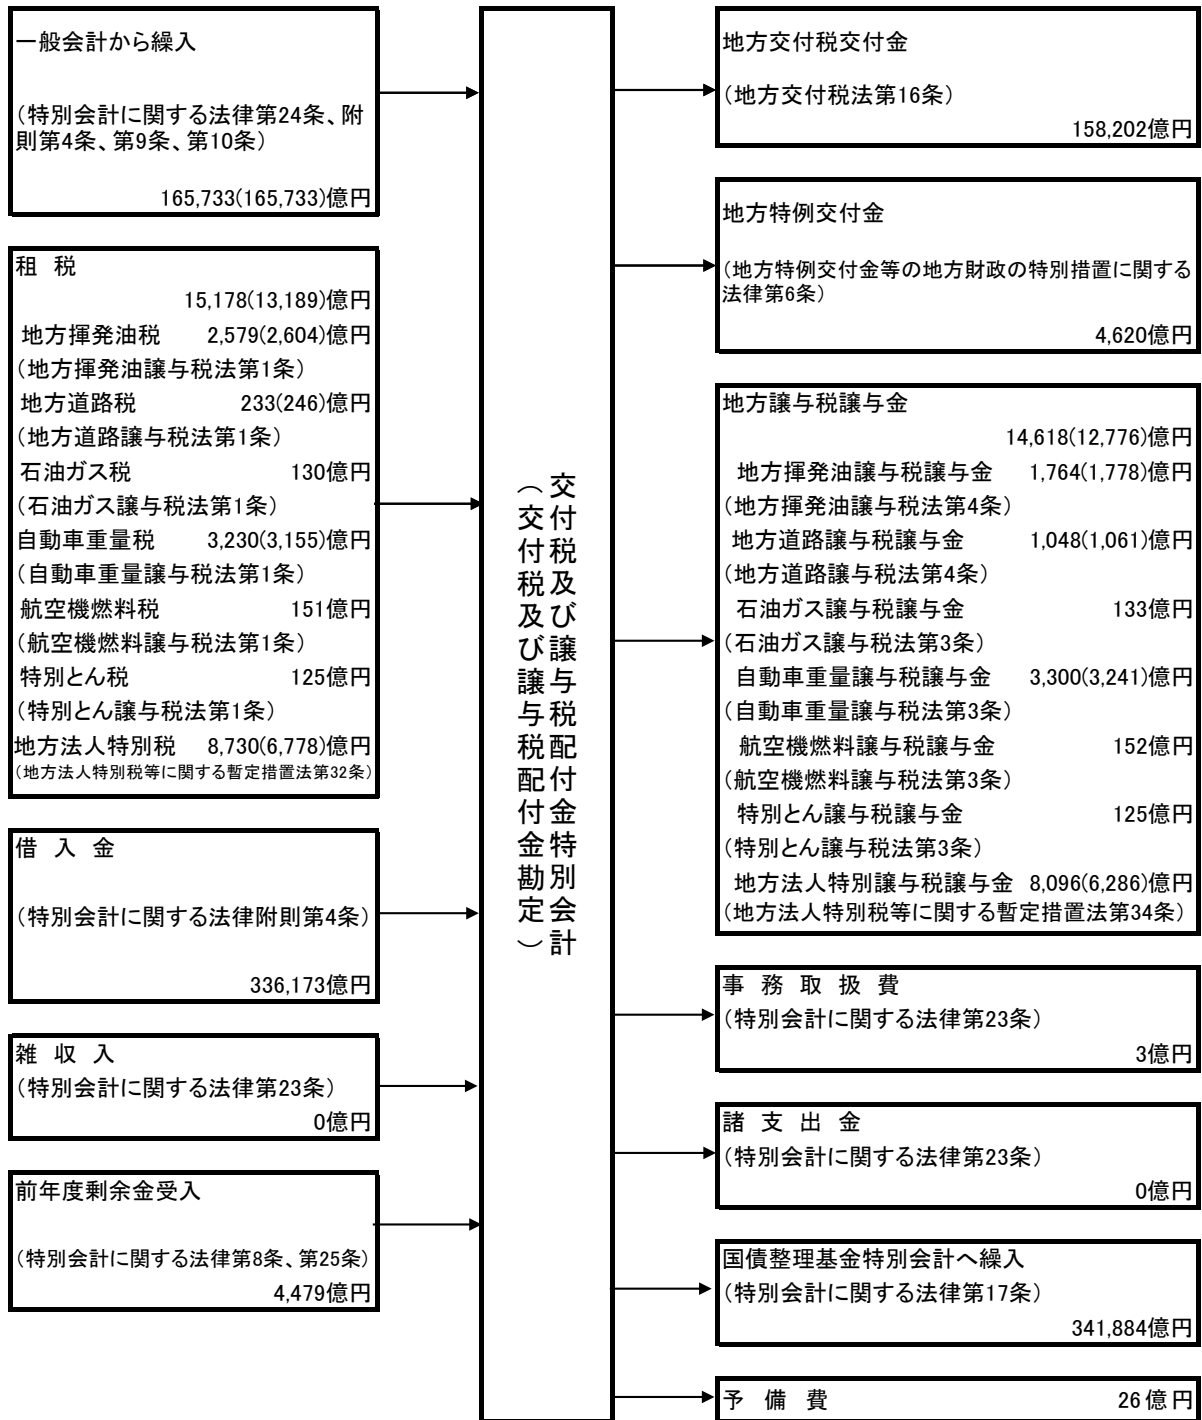 一般会計から繰入
(特別会計に関する法律第24条、附
則第4条、第9条、第10条)
165,733(165,733)億円
租 税
15,178(13,189)億円
地方揮発油税 2,579(2,604)億円
(地方揮発油譲与税法第1条)
地方道路税 233(246)億円
(地方道路譲与税法第1条)
石油ガス税 130億円
(石油ガス譲与税法第1条)
自動車重量税 3,230(3,155)億円
(自動車重量譲与税法第1条)
航空機燃料税 151億円
(航空機燃料譲与税法第1条)
特別とん税 125億円
(特別とん譲与税法第1条)
地方法人特別税 8,730(6,778)億円
(地方法人特別税等に関する暫定措置法第32条)
借 入 金
(特別会計に関する法律附則第4条)
336,173億円
雑 収 入
(特別会計に関する法律第23条)
0億円
前年度剰余金受入
(特別会計に関する法律第8条、第25条)
4,479億円
交付税及び譲与税配付金特別会計
(交付税及び譲与税配付金勘定)
地方交付税交付金
(地方交付税法第16条)
158,202億円
地方特例交付金
(地方特例交付金等の地方財政の特別措置に関する
法律第6条)
4,620億円
地方譲与税譲与金
14,618(12,776)億円
地方揮発油譲与税譲与金 1,764(1,778)億円
(地方揮発油譲与税法第4条)
地方道路譲与税譲与金 1,048(1,061)億円
(地方道路譲与税法第4条)
石油ガス譲与税譲与金 133億円
(石油ガス譲与税法第3条)
自動車重量譲与税譲与金 3,300(3,241)億円
(自動車重量譲与税法第3条)
航空機燃料譲与税譲与金 152億円
(航空機燃料譲与税法第3条)
特別とん譲与税譲与金 125億円
(特別とん譲与税法第3条)
地方法人特別譲与税譲与金 8,096(6,286)億円
(地方法人特別税等に関する暫定措置法第34条)
事 務 取 扱 費
(特別会計に関する法律第23条)
3億円
諸 支 出 金
(特別会計に関する法律第23条)
0億円
国債整理基金特別会計へ繰入
(特別会計に関する法律第17条)
341,884億円
予 備 費 26億円